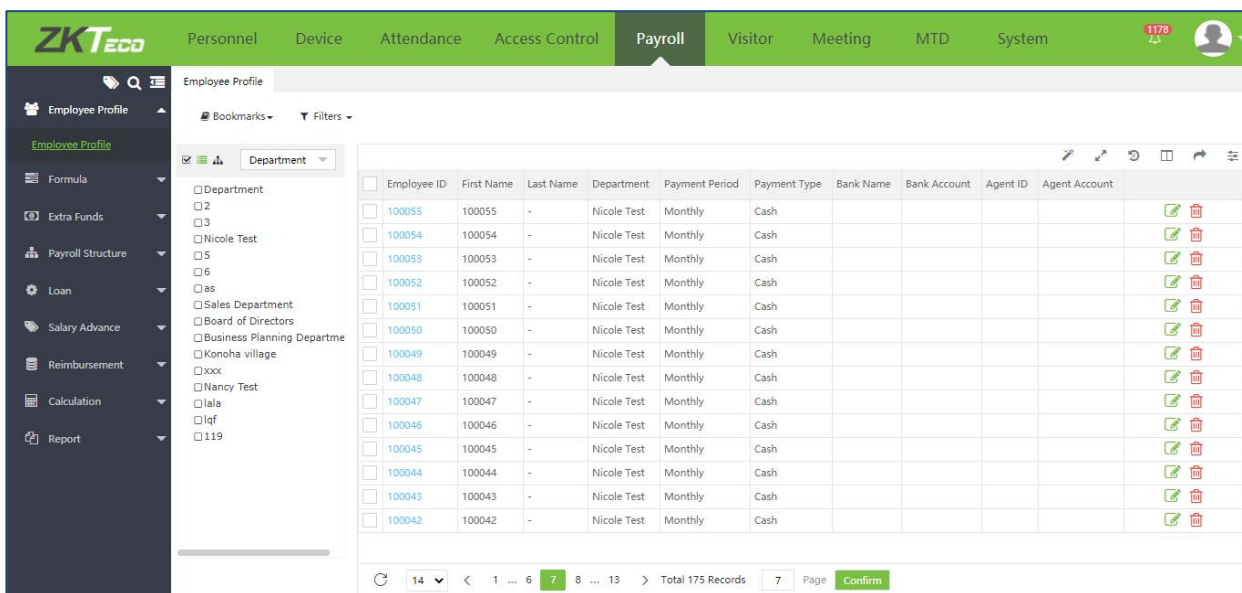 ZKTeco Personnel Device Attendance Access Control Payroll Visitor Meeting MTD System 1178
Employee Profile
Employee Profile
Bookmarks Filters
Employee Profile
Department
Formula
Extra Funds
Payroll Structure
Loan
Salary Advance
Reimbursement
Calculation
Report
Department
2
3
Nicole Test
5
6
as
Sales Department
Board of Directors
Business Planning Departme
Konoha village
xxx
Nancy Test
lala
lqf
119
Employee ID First Name Last Name Department Payment Period Payment Type Bank Name Bank Account Agent ID Agent Account
100055 100055 - Nicole Test Monthly Cash
100054 100054 - Nicole Test Monthly Cash
100053 100053 - Nicole Test Monthly Cash
100052 100052 - Nicole Test Monthly Cash
100051 100051 - Nicole Test Monthly Cash
100050 100050 - Nicole Test Monthly Cash
100049 100049 - Nicole Test Monthly Cash
100048 100048 - Nicole Test Monthly Cash
100047 100047 - Nicole Test Monthly Cash
100046 100046 - Nicole Test Monthly Cash
100045 100045 - Nicole Test Monthly Cash
100044 100044 - Nicole Test Monthly Cash
100043 100043 - Nicole Test Monthly Cash
100042 100042 - Nicole Test Monthly Cash
14 < 1 ... 6 7 8 ... 13 > Total 175 Records 7 Page Confirm